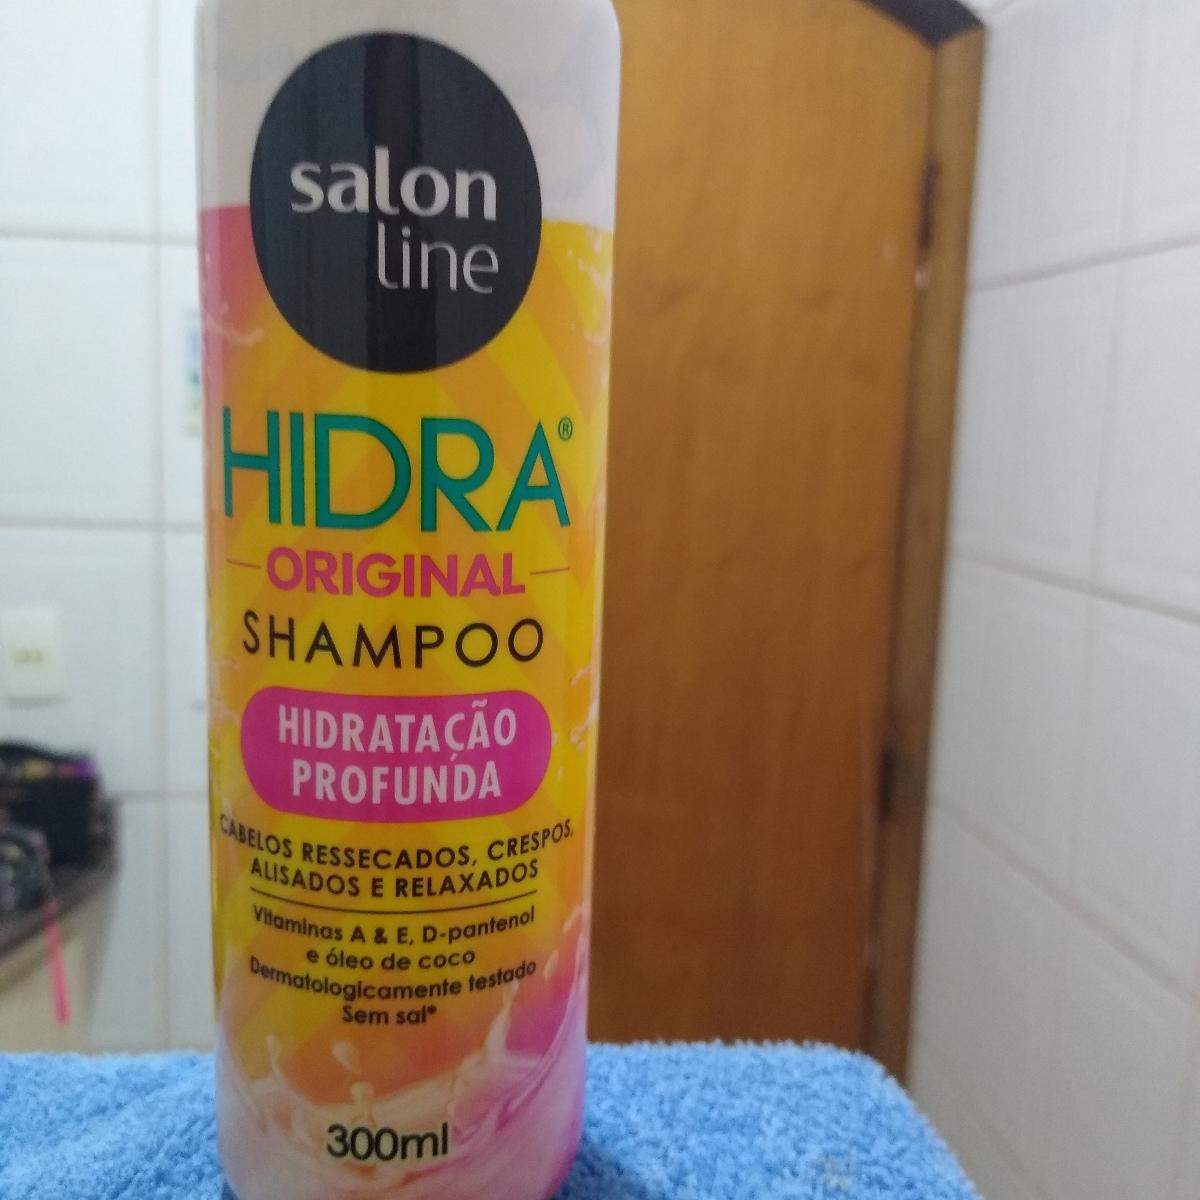 salon
line
HIDRA®
ORIGINAL
SHAMPOO
HIDRATAÇÃO
PROFUNDA
CABELOS RESSECADOS, CRESPOS,
ALISADOS E RELAXADOS
Vitaminas A & E, D-pantenol
e óleo de coco
Dermatologicamente testado
Sem sal*
300ml